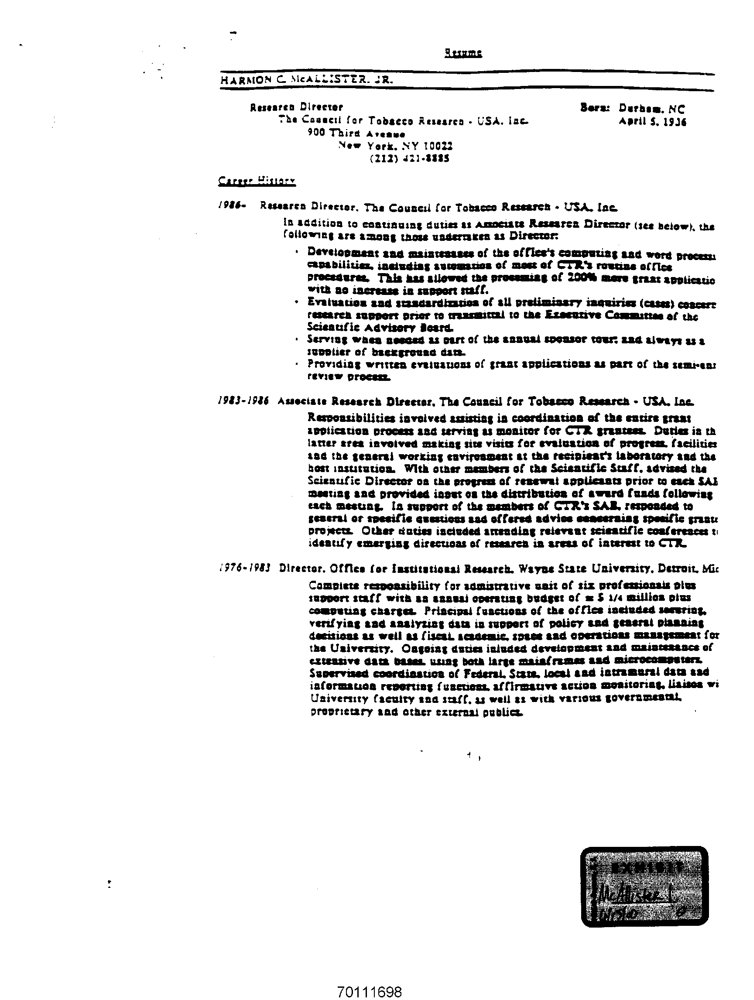 Resume
HARMON C. McALLISTER, JR.
Research Director
Born: Durham, NC
The Council for Tobacco Research - USA, Inc.
April 5, 1936
900 Third Avenue
New York, NY 10022
(212) 421-8885
Career History
1986- Research Director, The Council for Tobacco Research - USA, Inc.
In addition to continuing duties as Associate Research Director (see below), the
following are among those undertaken as Director:
· Development and maintenance of the office's computing and word process
capabilities, including automation of most of CTR's routine office
procedures. This has allowed the processing of 200% more grant applicatio
with no increase in support staff.
· Evaluation and standardization of all preliminary inquiries (cases) concer
research support prior to transmittal to the Executive Committee of the
Scientific Advisory Board.
· Serving when needed as part of the annual sponsor tour; and always as a
supplier of background data.
· Providing written evaluations of grant applications as part of the semi-an
review process.
1983-1986 Associate Research Director, The Council for Tobacco Research - USA, Inc.
Responsibilities involved assisting in coordination of the entire grant
application process and serving as monitor for CTR grantees. Duties in th
latter area involved making site visits for evaluation of progress, facilities
and the general working environment at the recipient's laboratory and the
host institution. With other members of the Scientific Staff, advised the
Scientific Director on the progress of renewal applicants prior to each SAB
meeting and provided input on the distribution of award funds following
each meeting. In support of the members of CTR's SAB, responded to
general or specific questions and offered advice concerning specific grant
projects. Other duties included attending relevant scientific conferences t
identify emerging directions of research in areas of interest to CTR.
1976-1983 Director, Office for Institutional Research, Wayne State University, Detroit, Mic
Complete responsibility for admistrative unit of six professionals plus
support staff with an annual operating budget of ≈ $ 1/4 million plus
computing charges. Principal functions of the office included securing,
verifying and analyzing data in support of policy and general planning
decisions as well as fiscal, academic, space and operations management for
the University. Ongoing duties inluded development and maintenance of
extensive data bases, using both large mainframes and microcomputers.
Supervised coordination of Federal, State, local and intramural data and
information reporting functions, affirmative action monitoring, liaison wi
University faculty and staff, as well as with various governmental,
proprietary and other external publics.
EXHIBIT
McAllister 1
70111698